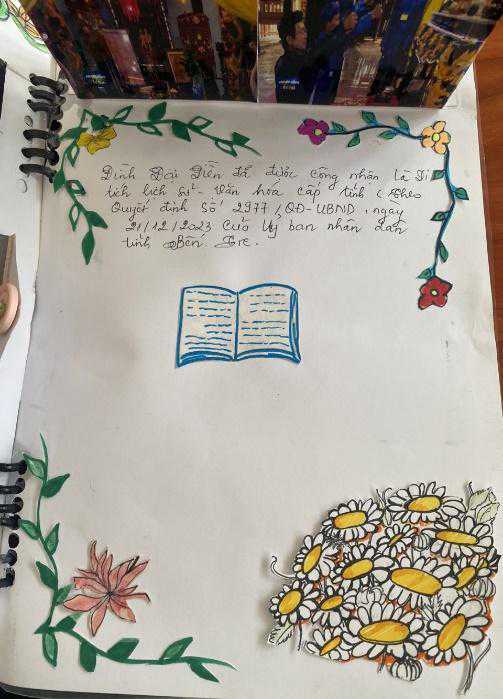 Đình Đại Điền đã được công nhận là Di
tích lịch sử - Văn hoá cấp tỉnh (Theo
Quyết định số 2977/QĐ-UBND, ngày
21/12/2023 của Uỷ ban nhân dân
tỉnh Bến Tre.